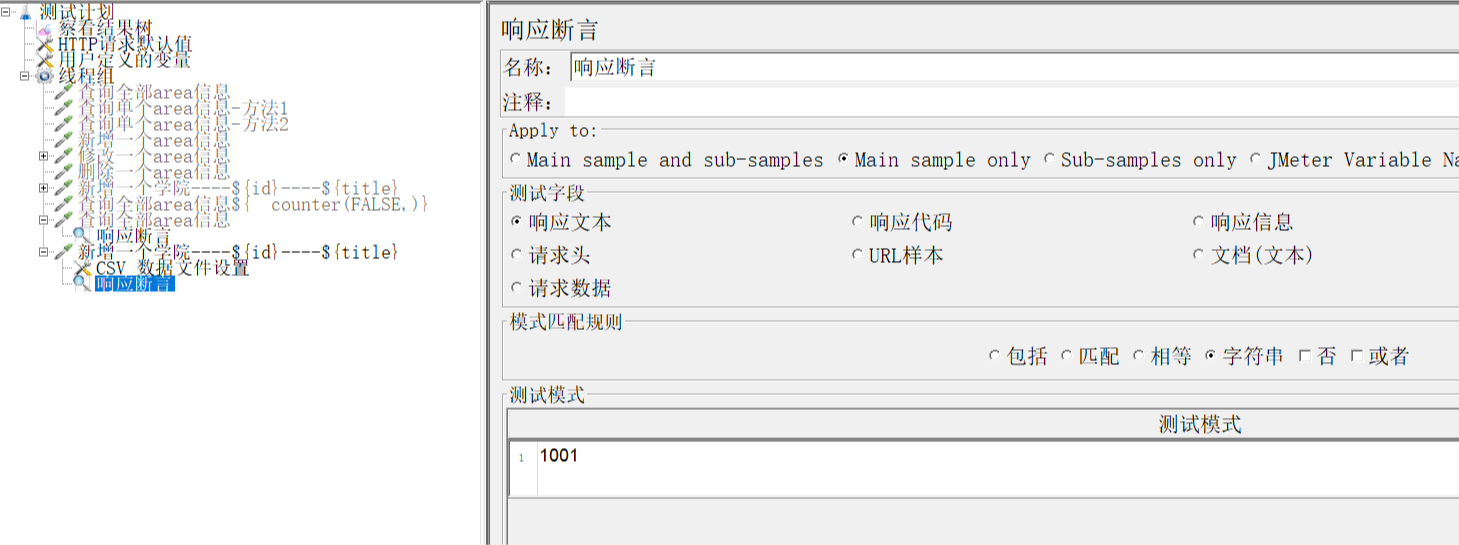 测试计划
察看结果树
HTTP请求默认值
用户定义的变量
线程组
查询全部area信息
查询单个area信息-方法1
查询单个area信息-方法2
新增一个area信息
修改一个area信息
删除一个area信息
新增一个学院----${id}----${title}
查询全部area信息${__counter(FALSE,)}
查询全部area信息
响应断言
新增一个学院----${id}----${title}
CSV 数据文件设置
响应断言
响应断言
名称： 响应断言
注释：
Apply to:
Main sample and sub-samples Main sample only Sub-samples only JMeter Variable Na
测试字段
响应文本 响应代码 响应信息
请求头 URL样本 文档(文本)
请求数据
模式匹配规则
包括 匹配 相等 字符串 否 或者
测试模式
测试模式
1 1001